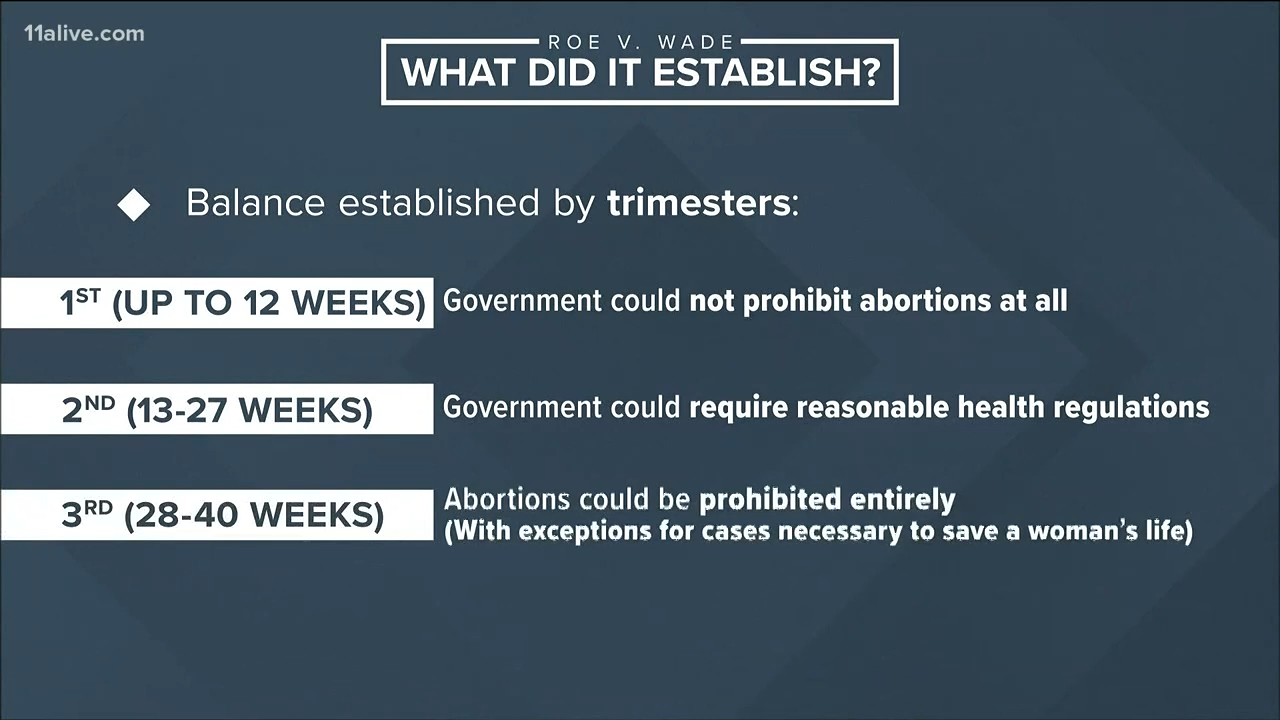 11alive.com
ROE V. WADE
WHAT DID IT ESTABLISH?
Balance established by trimesters:
1ST (UP TO 12 WEEKS) Government could not prohibit abortions at all
2ND (13-27 WEEKS) Government could require reasonable health regulations
3RD (28-40 WEEKS) Abortions could be prohibited entirely
(With exceptions for cases necessary to save a woman's life)